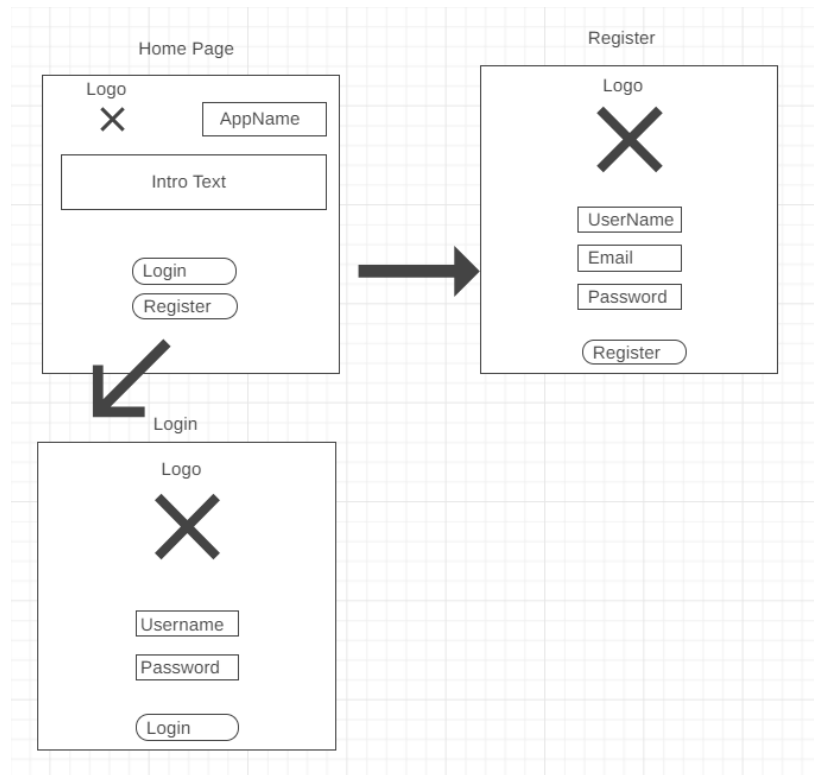 Home Page
Logo
AppName
Intro Text
Login
Register
Register
Logo
UserName
Email
Password
Register
Login
Logo
Username
Password
Login